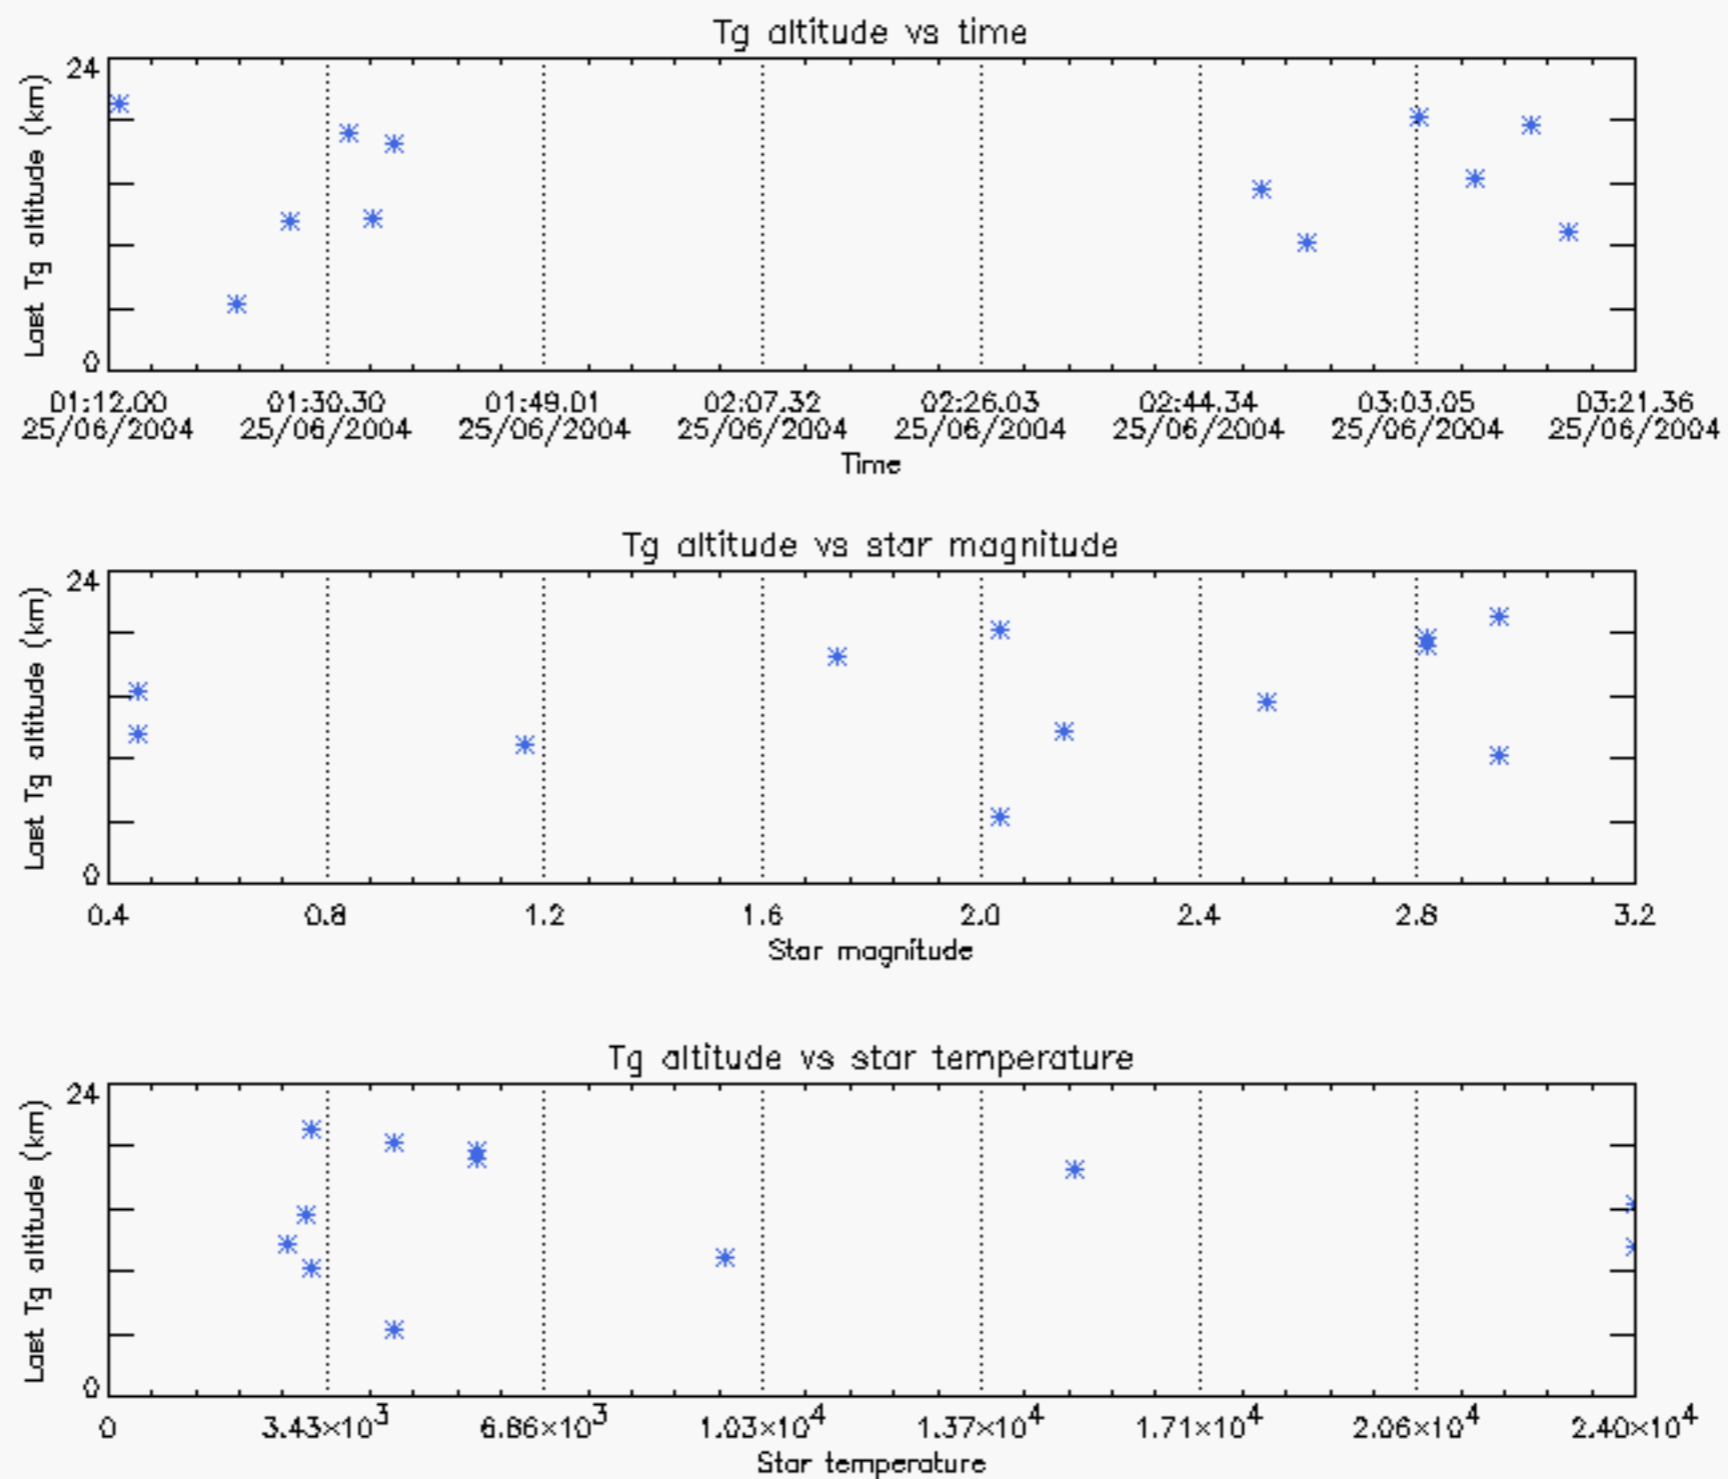 Tg altitude vs time
24
Last Tg altitude (km)
0
01:12.00 01:30.30 01:49.01 02:07.32 02:26.03 02:44.34 03:03.05 03:21.36
25/06/2004 25/06/2004 25/06/2004 25/06/2004 25/06/2004 25/06/2004 25/06/2004 25/06/2004
Time
Tg altitude vs star magnitude
24
Last Tg altitude (km)
0
0.4 0.8 1.2 1.6 2.0 2.4 2.8 3.2
Star magnitude
Tg altitude vs star temperature
24
Last Tg altitude (km)
0
0 3.43×10³ 6.86×10³ 1.03×10⁴ 1.37×10⁴ 1.71×10⁴ 2.06×10⁴ 2.40×10⁴
Star temperature